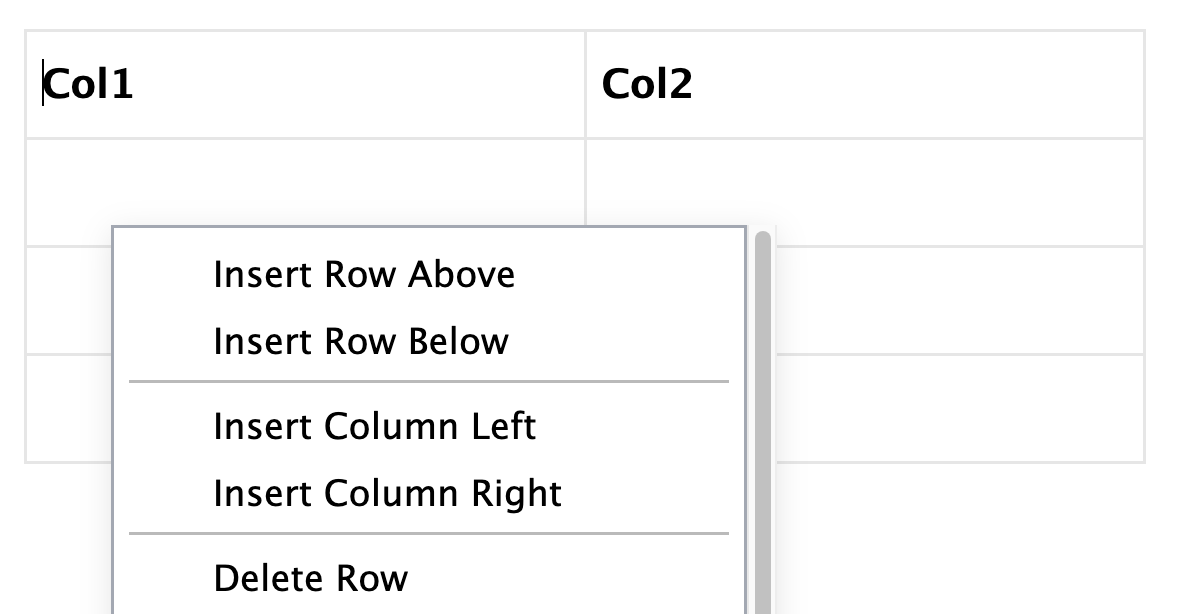 Col1 Col2
Insert Row Above
Insert Row Below
Insert Column Left
Insert Column Right
Delete Row